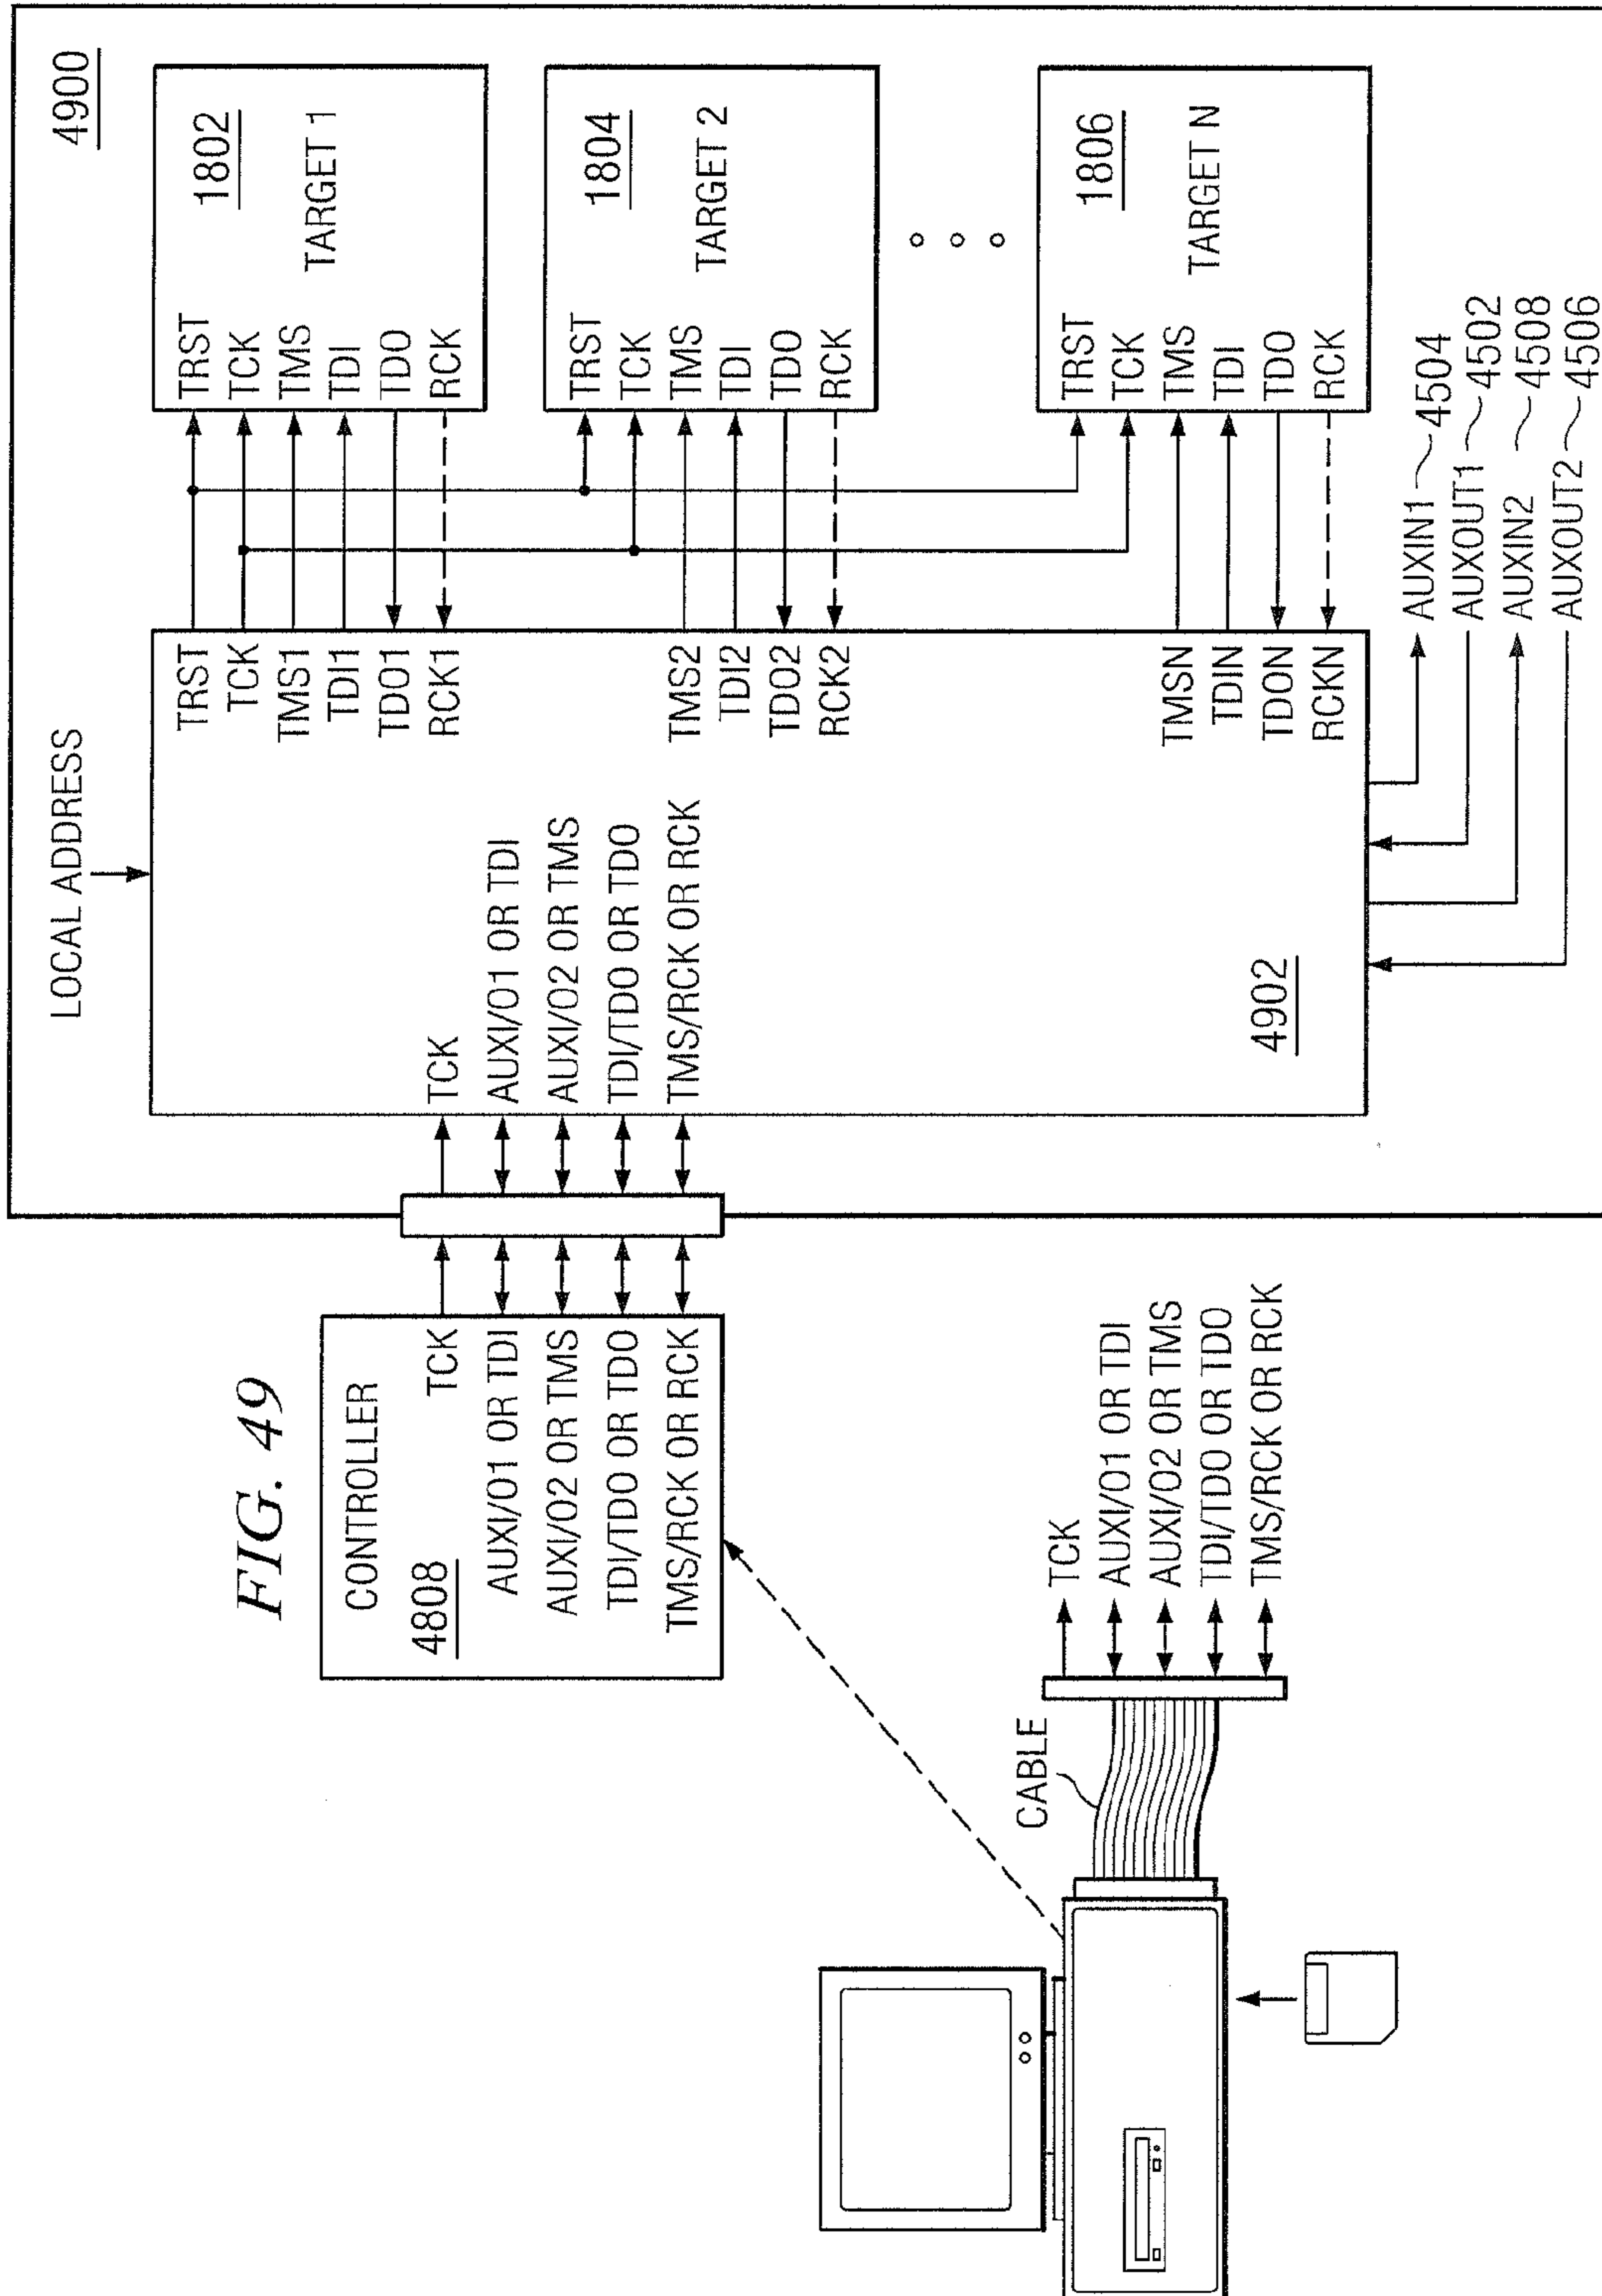 FIG. 49
CONTROLLER
4808
TCK
AUXI/O1 OR TDI
AUXI/O2 OR TMS
TDI/TDO OR TDO
TMS/RCK OR RCK
CABLE
TCK
AUXI/O1 OR TDI
AUXI/O2 OR TMS
TDI/TDO OR TDO
TMS/RCK OR RCK
4900
LOCAL ADDRESS
TCK
AUXI/O1 OR TDI
AUXI/O2 OR TMS
TDI/TDO OR TDO
TMS/RCK OR RCK
4902
TRST
TCK
TMS1
TDI1
TDO1
RCK1
TMS2
TDI2
TDO2
RCK2
TMSN
TDIN
TDON
RCKN
TRST
TCK
TMS
TDI
TDO
RCK
1802
TARGET 1
TRST
TCK
TMS
TDI
TDO
RCK
1804
TARGET 2
TRST
TCK
TMS
TDI
TDO
RCK
1806
TARGET N
AUXIN1 4504
AUXOUT1 4502
AUXIN2 4508
AUXOUT2 4506